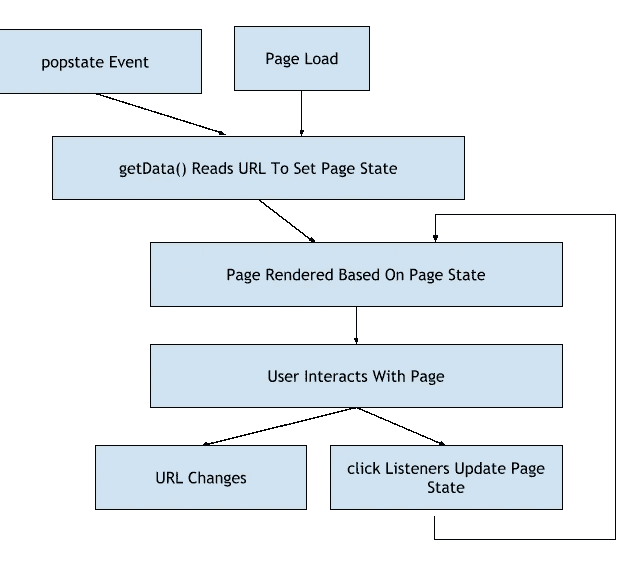 popstate Event
Page Load
getData() Reads URL To Set Page State
Page Rendered Based On Page State
User Interacts With Page
URL Changes
click Listeners Update Page
State